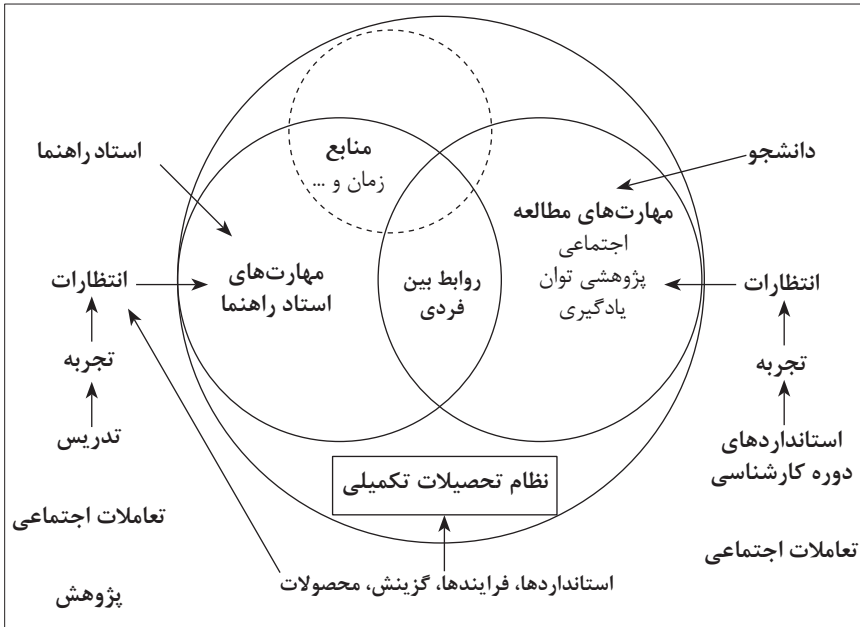 منابع
زمان و ...
دانشجو
استاد راهنما
مهارت‌های مطالعه
اجتماعی
پژوهشی توان
یادگیری
روابط بین
فردی
مهارت‌های
استاد راهنما
انتظارات
تجربه
استانداردهای
دوره کارشناسی
تعاملات اجتماعی
انتظارات
تجربه
تدریس
تعاملات اجتماعی
پژوهش
نظام تحصیلات تکمیلی
استانداردها، فرایندها، گزینش، محصولات